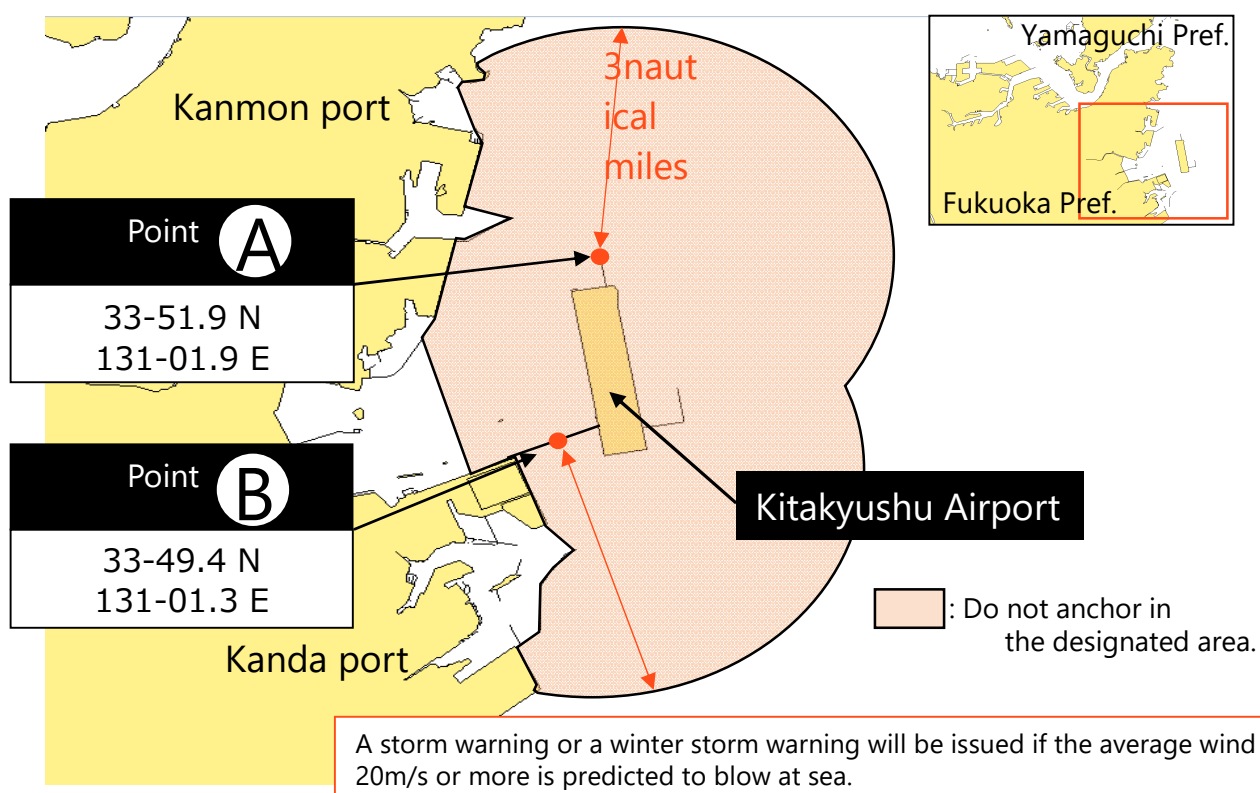 Yamaguchi Pref.
Fukuoka Pref.
3naut
ical
miles
Kanmon port
Point A
33-51.9 N
131-01.9 E
Point B
33-49.4 N
131-01.3 E
Kitakyushu Airport
: Do not anchor in
the designated area.
Kanda port
A storm warning or a winter storm warning will be issued if the average wind
20m/s or more is predicted to blow at sea.